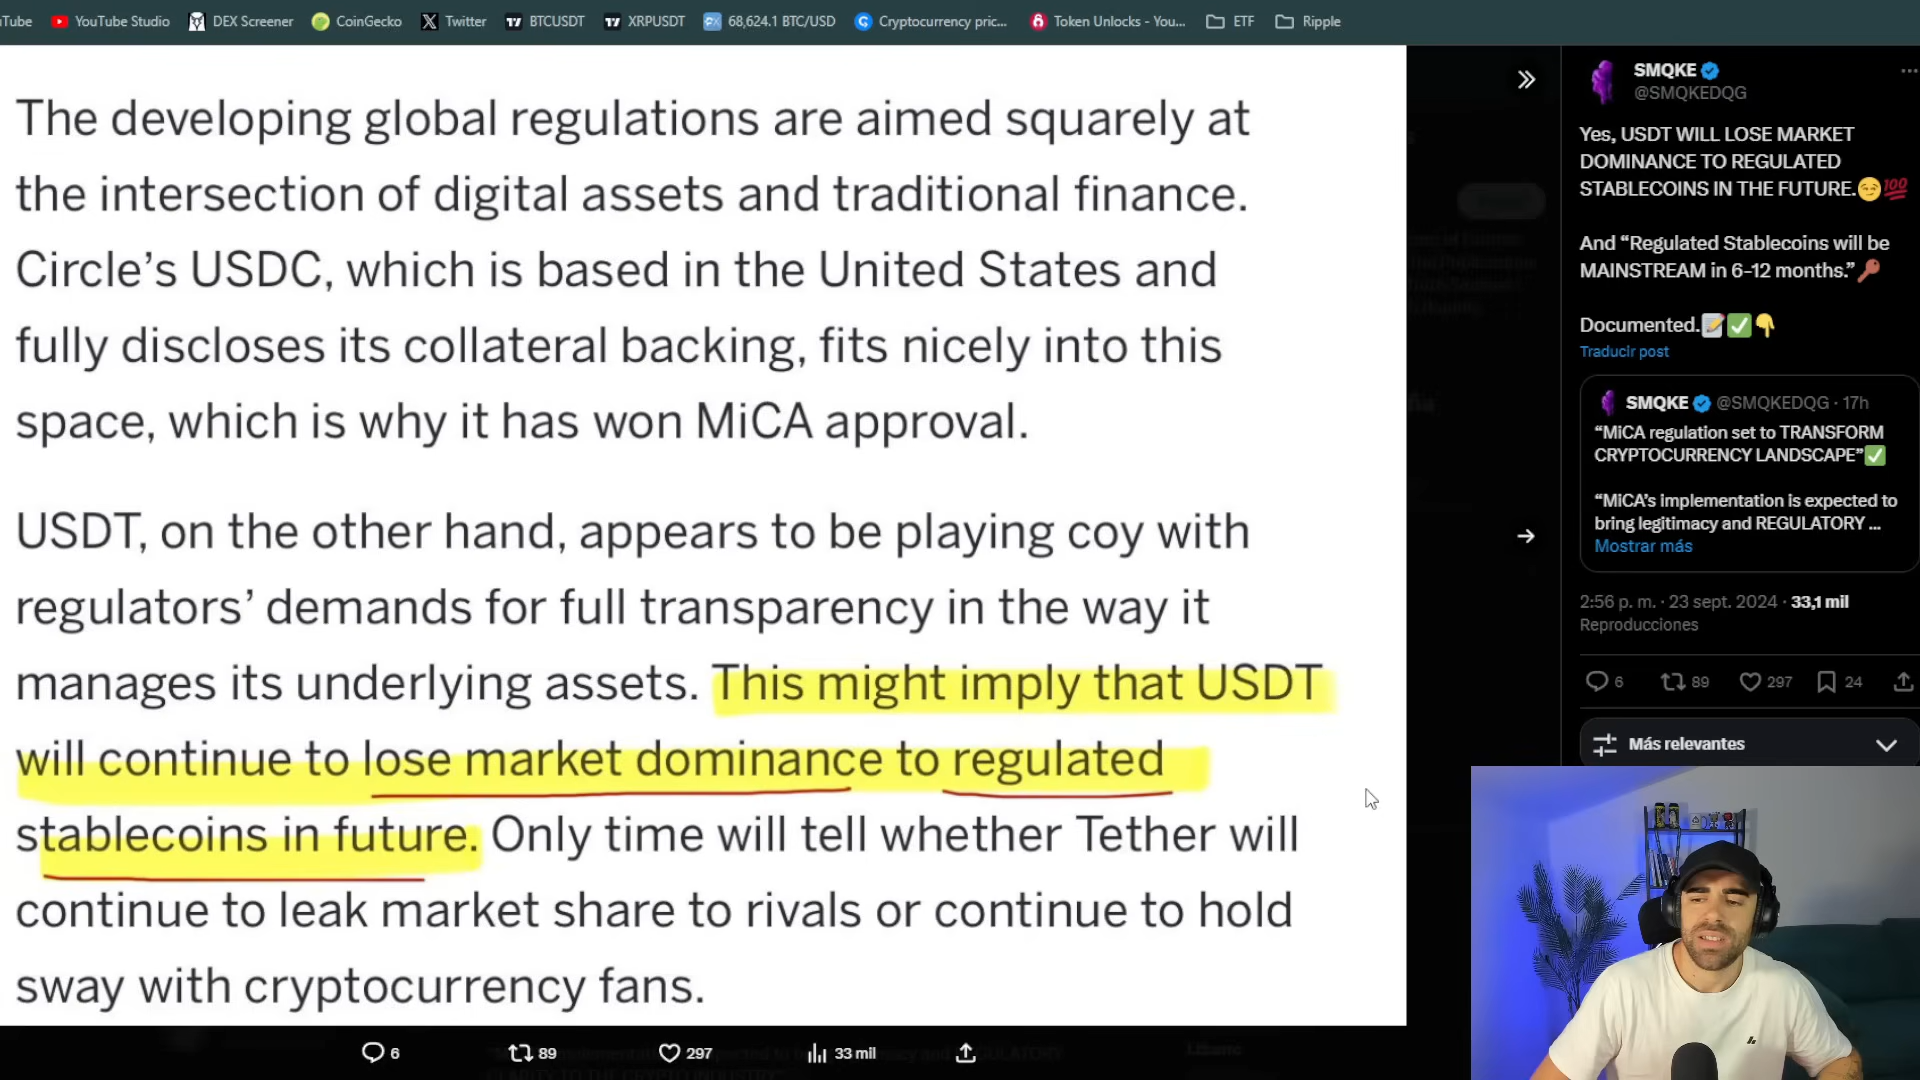 uTube YouTube Studio DEX Screener CoinGecko Twitter BTCUSDT XRPUSDT 68,624.1 BTC/USD Cryptocurrency pric... Token Unlocks - You... ETF Ripple
The developing global regulations are aimed squarely at
the intersection of digital assets and traditional finance.
Circle’s USDC, which is based in the United States and
fully discloses its collateral backing, fits nicely into this
space, which is why it has won MiCA approval.
USDT, on the other hand, appears to be playing coy with
regulators’ demands for full transparency in the way it
manages its underlying assets. This might imply that USDT
will continue to lose market dominance to regulated
stablecoins in future. Only time will tell whether Tether will
continue to leak market share to rivals or continue to hold
sway with cryptocurrency fans.
6 89 297 33 mil
SMQKE
@SMQKEDQG
Yes, USDT WILL LOSE MARKET
DOMINANCE TO REGULATED
STABLECOINS IN THE FUTURE.😏💯
And “Regulated Stablecoins will be
MAINSTREAM in 6-12 months.”🔑
Documented.📝✅👇
Traducir post
SMQKE @SMQKEDQG · 17h
“MiCA regulation set to TRANSFORM
CRYPTOCURRENCY LANDSCAPE”✅
“MiCA’s implementation is expected to
bring legitimacy and REGULATORY ...
Mostrar más
2:56 p. m. · 23 sept. 2024 · 33,1 mil
Reproducciones
6 89 297 24
Más relevantes